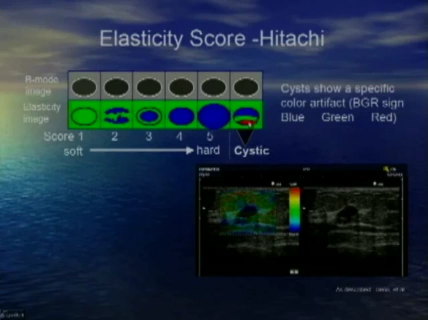 Elasticity Score -Hitachi
B-mode
image
Elasticity
image
Score 1 2 3 4 5
soft hard Cystic
Cysts show a specific
color artifact (BGR sign
Blue Green Red)